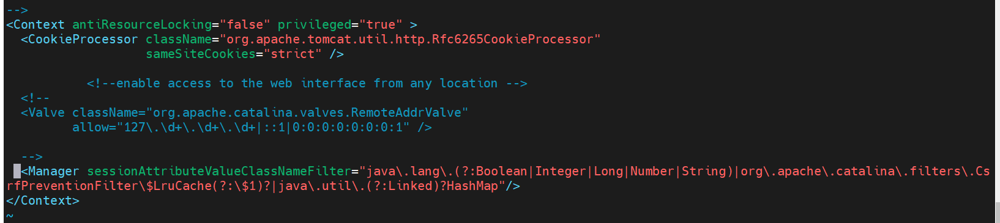 -->
<Context antiResourceLocking="false" privileged="true" >
  <CookieProcessor className="org.apache.tomcat.util.http.Rfc6265CookieProcessor"
                   sameSiteCookies="strict" />
           <!--enable access to the web interface from any location -->
  <!--
  <Valve className="org.apache.catalina.valves.RemoteAddrValve"
         allow="127\.\d+\.\d+\.\d+|::1|0:0:0:0:0:0:0:1" />
  -->
  <Manager sessionAttributeValueClassNameFilter="java\.lang\.(?:Boolean|Integer|Long|Number|String)|org\.apache\.catalina\.filters\.Cs
rfPreventionFilter\$LruCache(?:\$1)?|java\.util\.(?:Linked)?HashMap"/>
</Context>
~